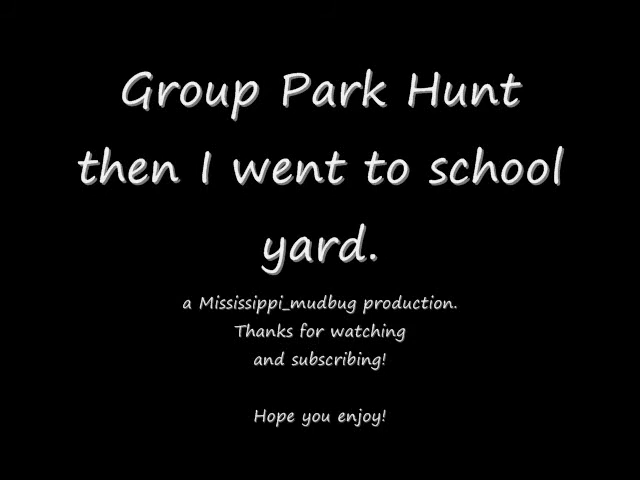 Group Park Hunt
then I went to school
yard.
a Mississippi_mudbug production.
Thanks for watching
and subscribing!
Hope you enjoy!